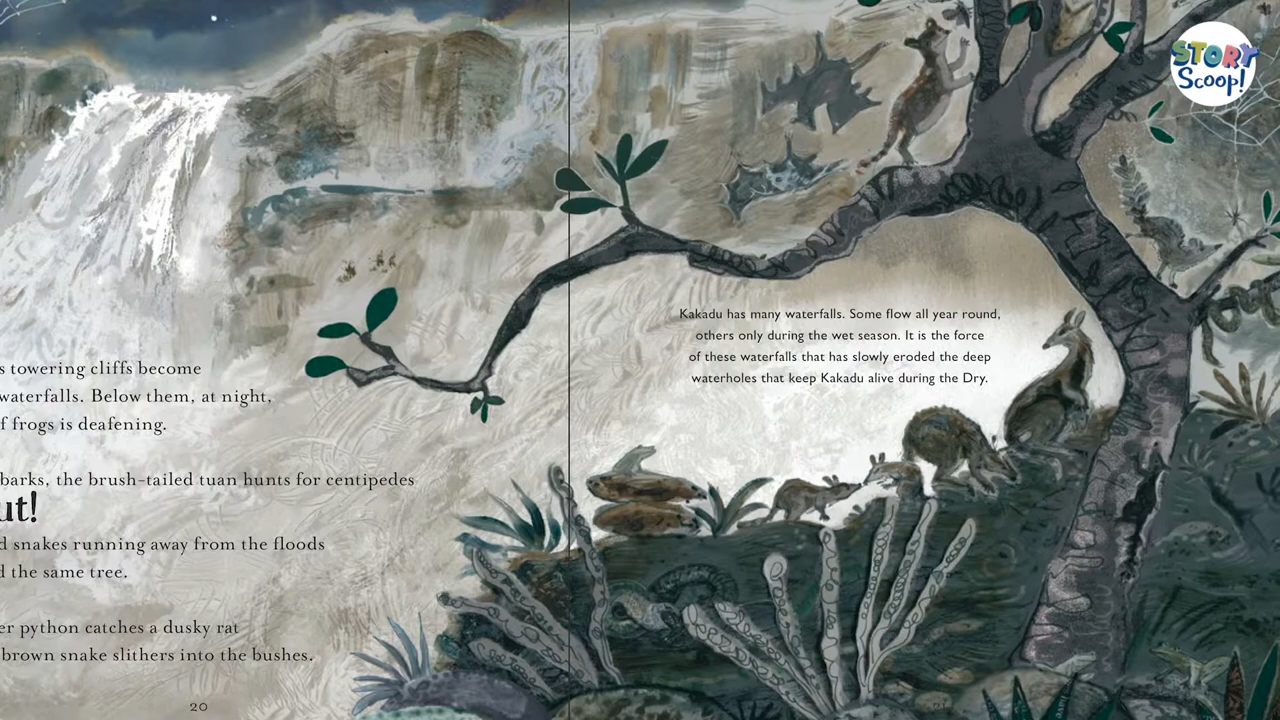 s towering cliffs become
waterfalls. Below them, at night,
f frogs is deafening.
barks, the brush-tailed tuan hunts for centipedes
ut!
d snakes running away from the floods
d the same tree.
er python catches a dusky rat
brown snake slithers into the bushes.
20
Kakadu has many waterfalls. Some flow all year round,
others only during the wet season. It is the force
of these waterfalls that has slowly eroded the deep
waterholes that keep Kakadu alive during the Dry.
STORY
Scoop!